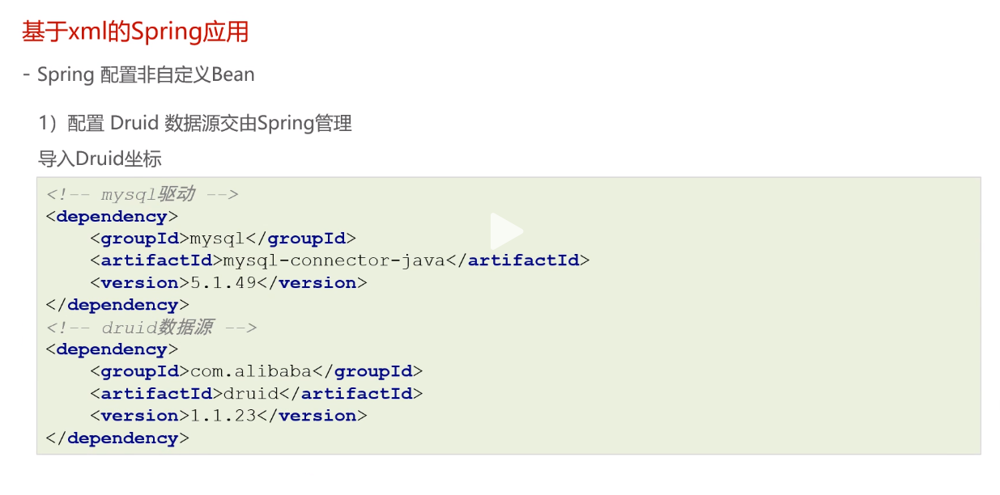 基于xml的Spring应用
- Spring 配置非自定义Bean
1）配置 Druid 数据源交由Spring管理
导入Druid坐标
<!-- mysql驱动 -->
<dependency>
    <groupId>mysql</groupId>
    <artifactId>mysql-connector-java</artifactId>
    <version>5.1.49</version>
</dependency>
<!-- druid数据源 -->
<dependency>
    <groupId>com.alibaba</groupId>
    <artifactId>druid</artifactId>
    <version>1.1.23</version>
</dependency>